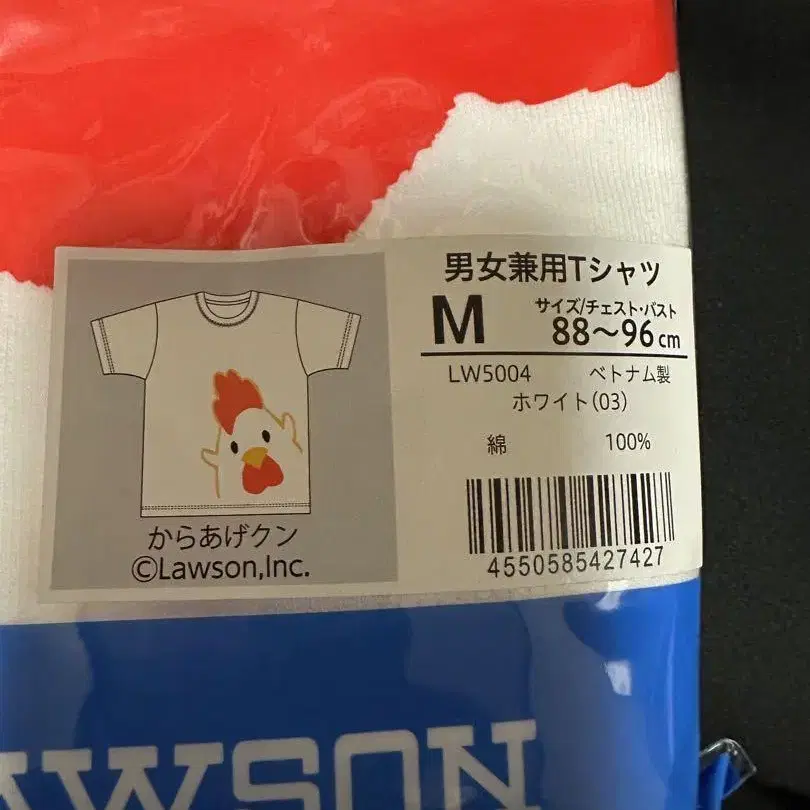 男女兼用Tシャツ
M
サイズ/チェスト・バスト
88～96cm
LW5004 ベトナム製
ホワイト(03)
綿 100%
4550585427427
からあげクン
©Lawson,Inc.
AWSON